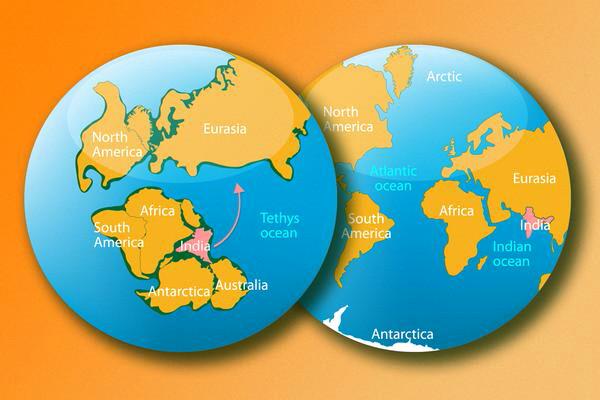 North
America
Eurasia
Africa
South
America
India
Tethys
ocean
Antarctica
Australia
Arctic
North
America
Atlantic
ocean
Eurasia
South
America
Africa
India
Indian
ocean
Antarctica